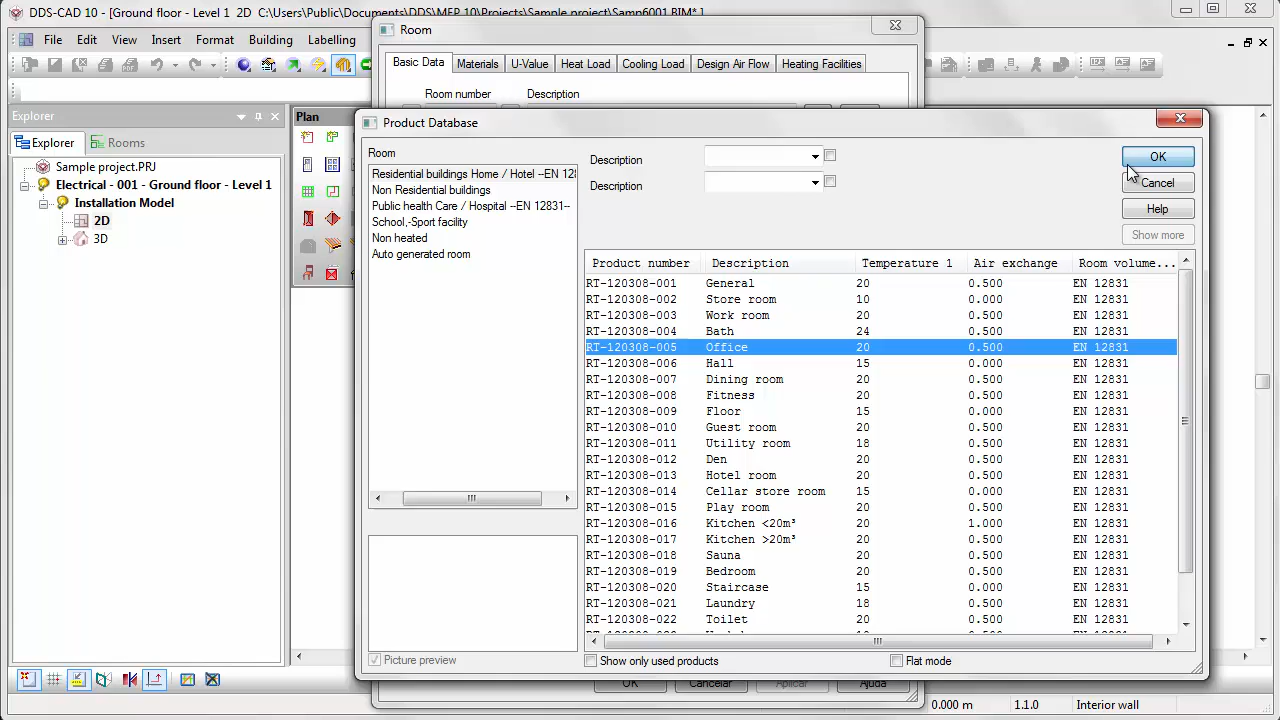 DDS-CAD 10 - [Ground floor - Level 1 2D C:\Users\Public\Documents\DDS-MEP 10\Projects\Sample project\Samp6001.BIM* ]
File Edit View Insert Format Building Labelling
Explorer
Explorer Rooms
Sample project.PRJ
Electrical - 001 - Ground floor - Level 1
Installation Model
2D
3D
Plan
Room
Basic Data Materials U-Value Heat Load Cooling Load Design Air Flow Heating Facilities
Room number Description
Product Database
Room
Residential buildings Home / Hotel --EN 128
Non Residential buildings
Public health Care / Hospital --EN 12831--
School,-Sport facility
Non heated
Auto generated room
Description
Description
OK
Cancel
Help
Show more
Product number Description Temperature 1 Air exchange Room volume...
RT-120308-001 General 20 0.500 EN 12831
RT-120308-002 Store room 10 0.000 EN 12831
RT-120308-003 Work room 20 0.500 EN 12831
RT-120308-004 Bath 24 0.500 EN 12831
RT-120308-005 Office 20 0.500 EN 12831
RT-120308-006 Hall 15 0.000 EN 12831
RT-120308-007 Dining room 20 0.500 EN 12831
RT-120308-008 Fitness 20 0.500 EN 12831
RT-120308-009 Floor 15 0.000 EN 12831
RT-120308-010 Guest room 20 0.500 EN 12831
RT-120308-011 Utility room 18 0.500 EN 12831
RT-120308-012 Den 20 0.500 EN 12831
RT-120308-013 Hotel room 20 0.500 EN 12831
RT-120308-014 Cellar store room 15 0.000 EN 12831
RT-120308-015 Play room 20 0.500 EN 12831
RT-120308-016 Kitchen <20m³ 20 1.000 EN 12831
RT-120308-017 Kitchen >20m³ 20 0.500 EN 12831
RT-120308-018 Sauna 20 0.500 EN 12831
RT-120308-019 Bedroom 20 0.500 EN 12831
RT-120308-020 Staircase 15 0.000 EN 12831
RT-120308-021 Laundry 18 0.500 EN 12831
RT-120308-022 Toilet 20 0.500 EN 12831
Picture preview
Show only used products Flat mode
OK Cancelar Aplicar Ajuda
0.000 m 1.1.0 Interior wall